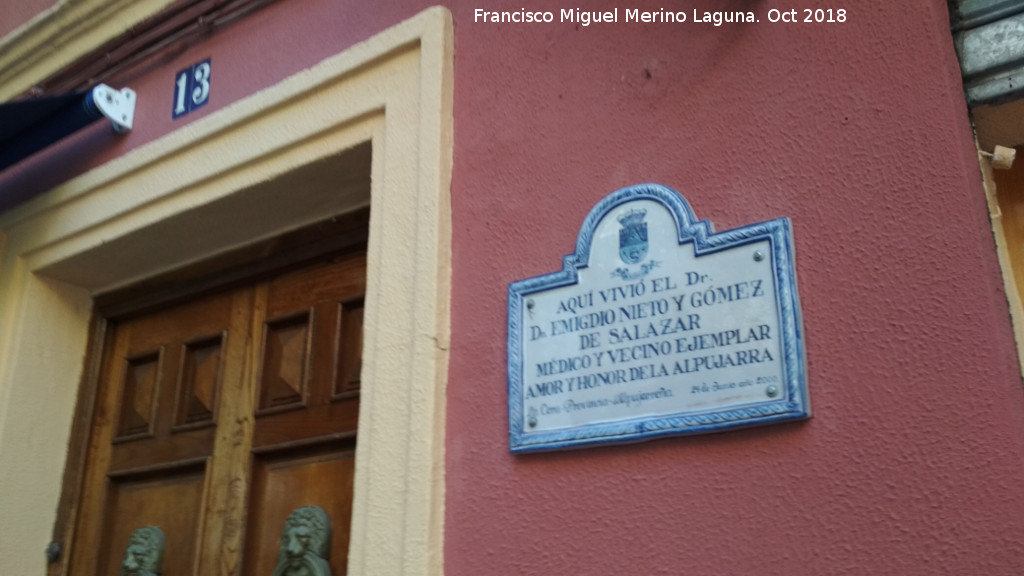 Francisco Miguel Merino Laguna. Oct 2018
13
AQUÍ VIVIÓ EL Dr.
Dn EMIGDIO NIETO Y GÓMEZ
DE SALAZAR
MÉDICO Y VECINO EJEMPLAR
AMOR Y HONOR DE LA ALPUJARRA